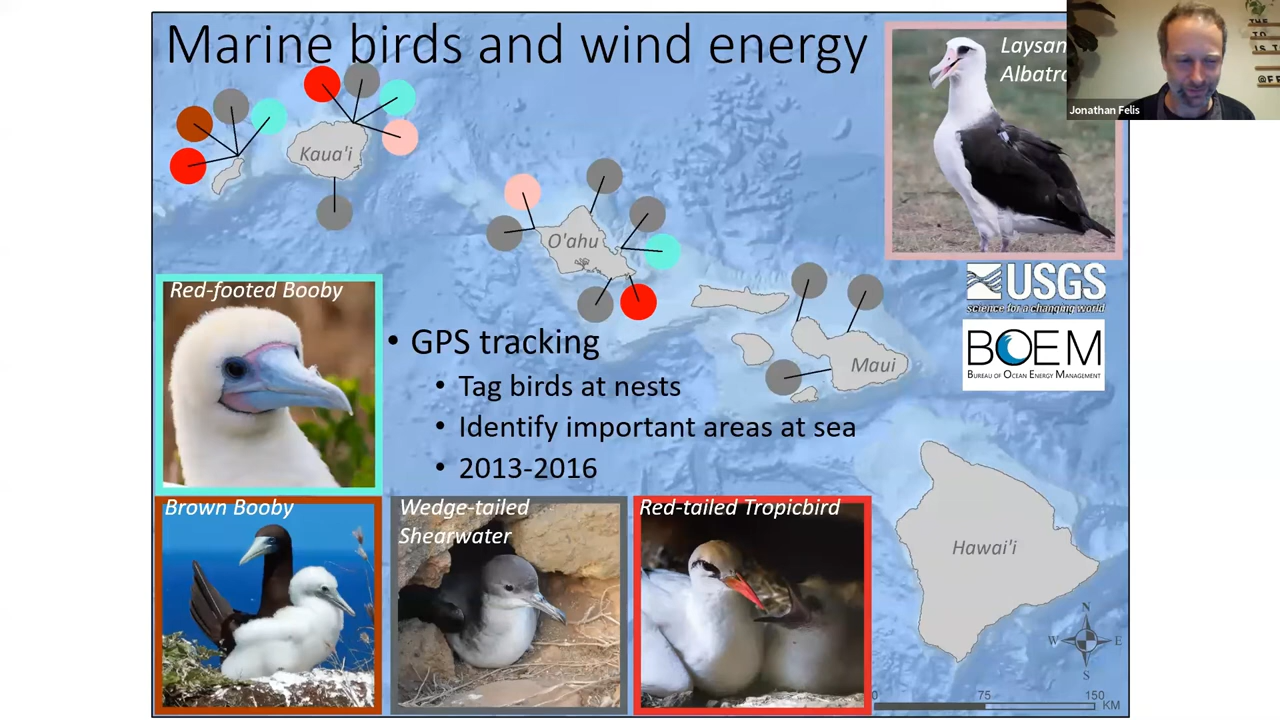 Marine birds and wind energy
Laysan
Jonathan Felis
Kaua'i
O'ahu
USGS
science for a changing world
Red-footed Booby
• GPS tracking
BOEM
BUREAU OF OCEAN ENERGY MANAGEMENT
Maui
• Tag birds at nests
• Identify important areas at sea
• 2013-2016
Brown Booby
Wedge-tailed
Shearwater
Red-tailed Tropicbird
Hawai'i
N
W E
S
0 75 150
KM